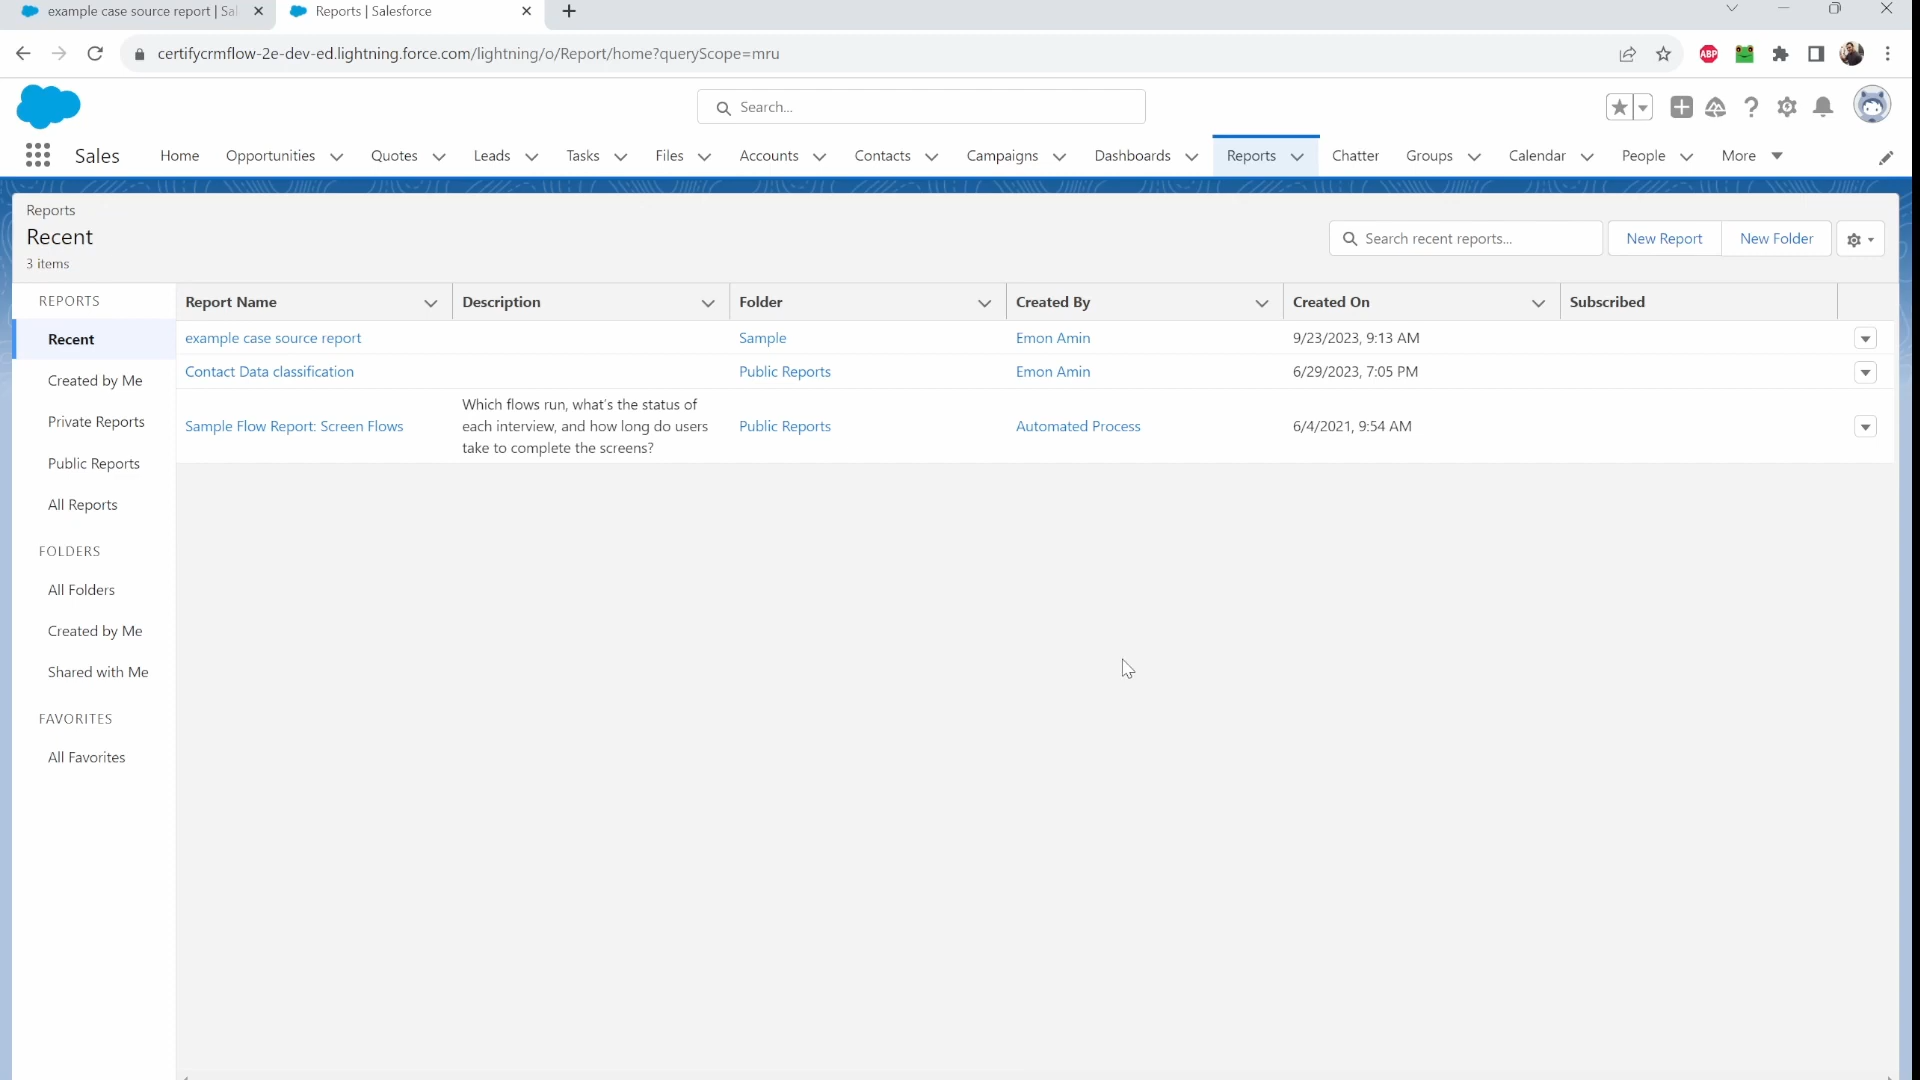 example case source report | Sal
Reports | Salesforce
certifycrmflow-2e-dev-ed.lightning.force.com/lightning/o/Report/home?queryScope=mru
ABP
Search...
Sales
Home
Opportunities
Quotes
Leads
Tasks
Files
Accounts
Contacts
Campaigns
Dashboards
Reports
Chatter
Groups
Calendar
People
More
Reports
Recent
3 items
Search recent reports...
New Report
New Folder
REPORTS
Recent
Created by Me
Private Reports
Public Reports
All Reports
FOLDERS
All Folders
Created by Me
Shared with Me
FAVORITES
All Favorites
Report Name Description Folder Created By Created On Subscribed
example case source report Sample Emon Amin 9/23/2023, 9:13 AM
Contact Data classification Public Reports Emon Amin 6/29/2023, 7:05 PM
Which flows run, what's the status of
Sample Flow Report: Screen Flows each interview, and how long do users Public Reports Automated Process 6/4/2021, 9:54 AM
take to complete the screens?